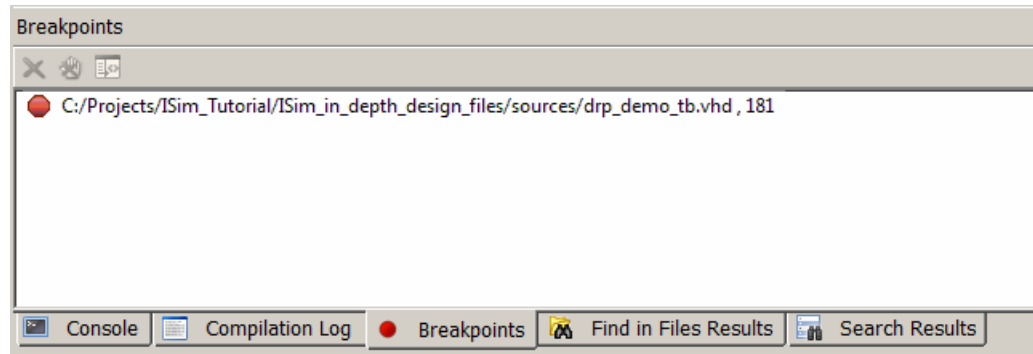 Breakpoints
C:/Projects/ISim_Tutorial/ISim_in_depth_design_files/sources/drp_demo_tb.vhd , 181
Console Compilation Log Breakpoints Find in Files Results Search Results